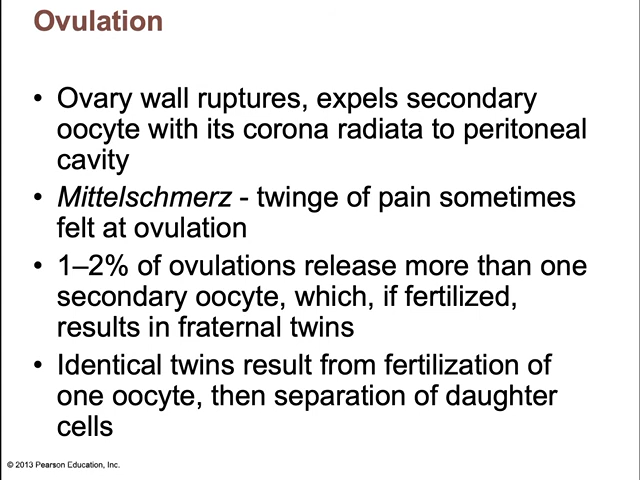 Ovulation
• Ovary wall ruptures, expels secondary
oocyte with its corona radiata to peritoneal
cavity
• Mittelschmerz - twinge of pain sometimes
felt at ovulation
• 1–2% of ovulations release more than one
secondary oocyte, which, if fertilized,
results in fraternal twins
• Identical twins result from fertilization of
one oocyte, then separation of daughter
cells
© 2013 Pearson Education, Inc.